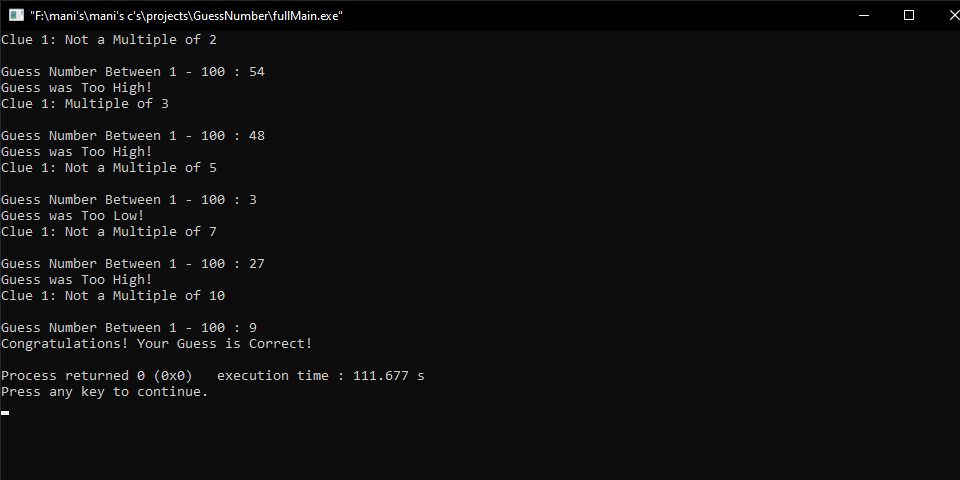 "F:\mani's\mani's c's\projects\GuessNumber\fullMain.exe"
Clue 1: Not a Multiple of 2
Guess Number Between 1 - 100 : 54
Guess was Too High!
Clue 1: Multiple of 3
Guess Number Between 1 - 100 : 48
Guess was Too High!
Clue 1: Not a Multiple of 5
Guess Number Between 1 - 100 : 3
Guess was Too Low!
Clue 1: Not a Multiple of 7
Guess Number Between 1 - 100 : 27
Guess was Too High!
Clue 1: Not a Multiple of 10
Guess Number Between 1 - 100 : 9
Congratulations! Your Guess is Correct!
Process returned 0 (0x0)   execution time : 111.677 s
Press any key to continue.